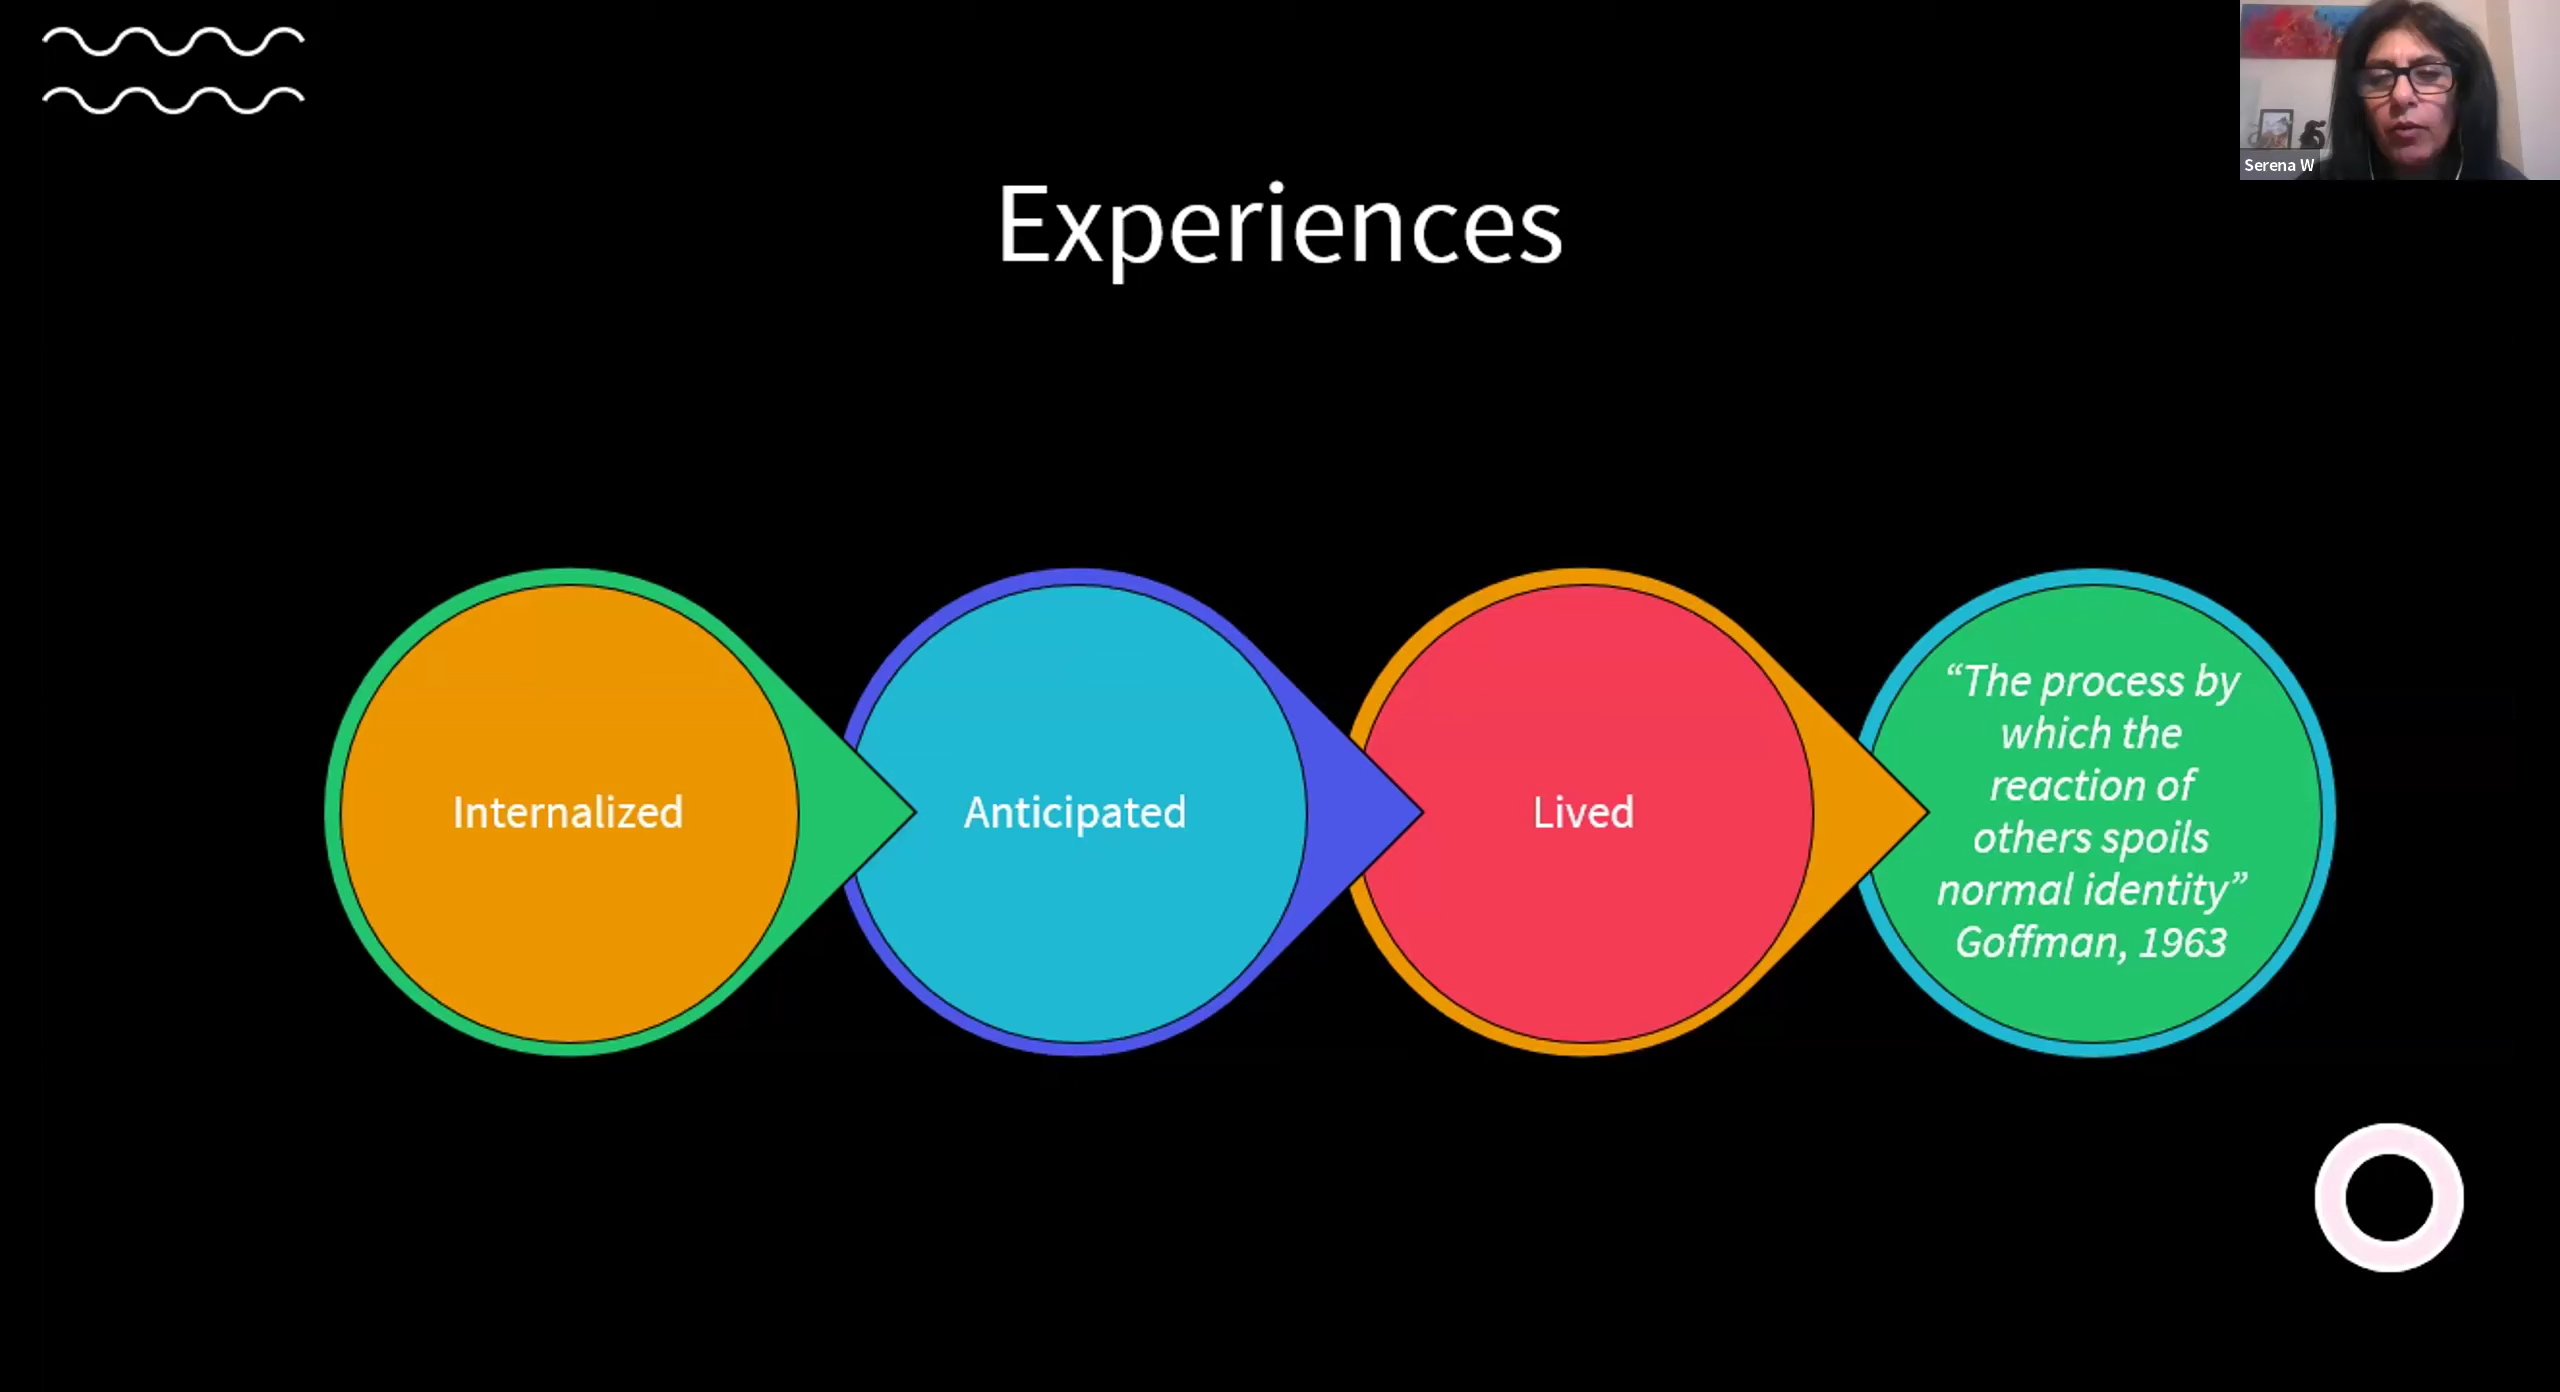 Serena W
Experiences
Internalized
Anticipated
Lived
“The process by
which the
reaction of
others spoils
normal identity”
Goffman, 1963